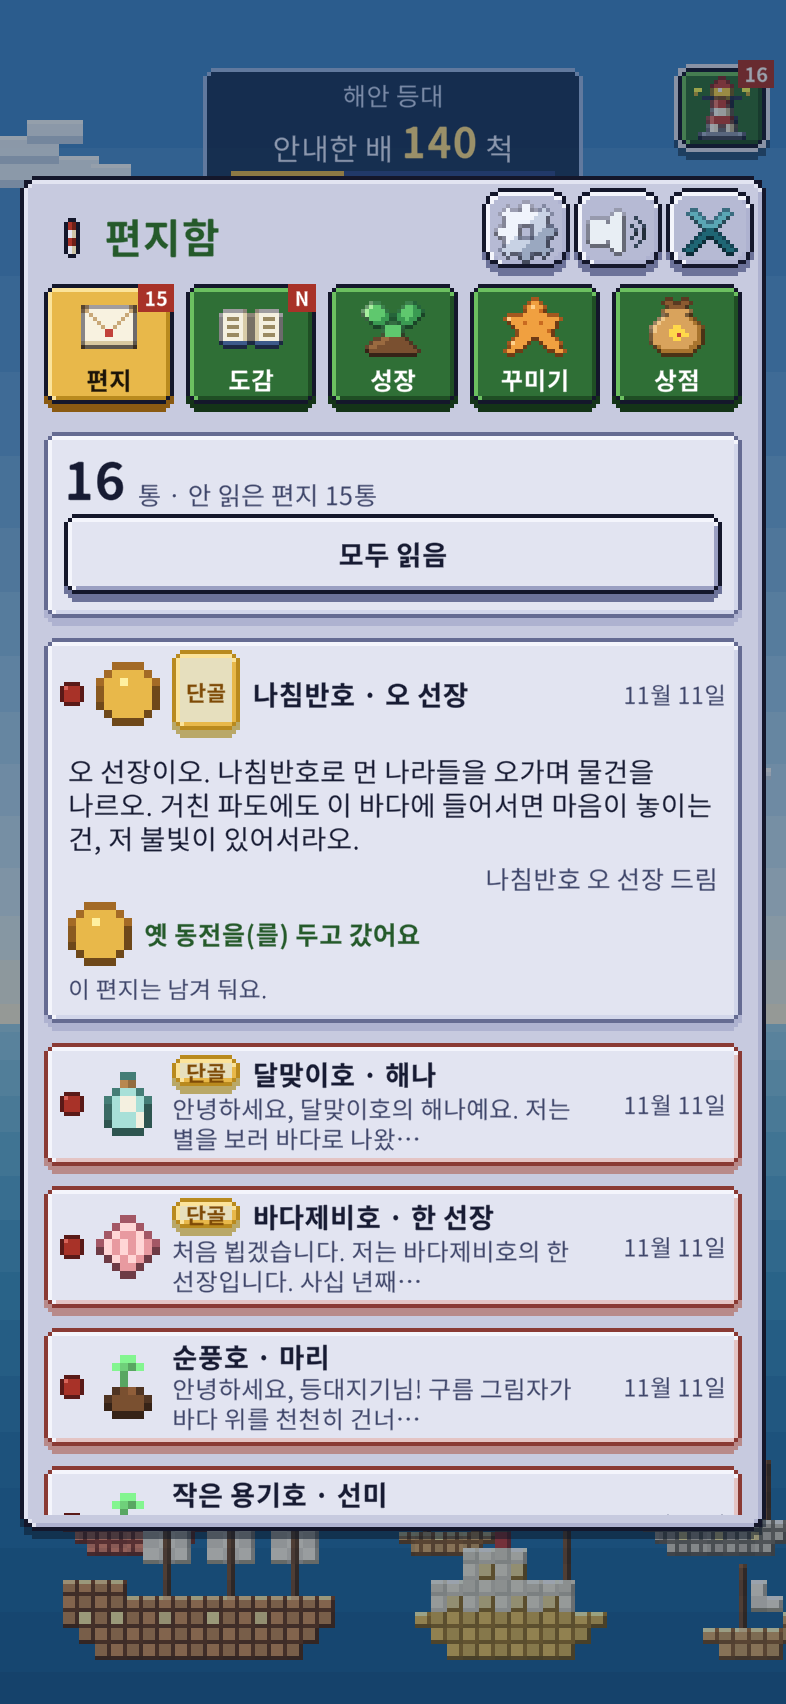 해안 등대
16
안내한 배 140 척
편지함
15
N
편지
도감
성장
꾸미기
상점
16 통 · 안 읽은 편지 15통
모두 읽음
단골 나침반호 · 오 선장 11월 11일
오 선장이오. 나침반호로 먼 나라들을 오가며 물건을
나르오. 거친 파도에도 이 바다에 들어서면 마음이 놓이는
건, 저 불빛이 있어서라오.
나침반호 오 선장 드림
옛 동전을(를) 두고 갔어요
이 편지는 남겨 둬요.
단골 달맞이호 · 해나
안녕하세요, 달맞이호의 해나예요. 저는
별을 보러 바다로 나왔…
11월 11일
단골 바다제비호 · 한 선장
처음 뵙겠습니다. 저는 바다제비호의 한
선장입니다. 사십 년째…
11월 11일
순풍호 · 마리
안녕하세요, 등대지기님! 구름 그림자가
바다 위를 천천히 건너…
11월 11일
작은 용기호 · 선미